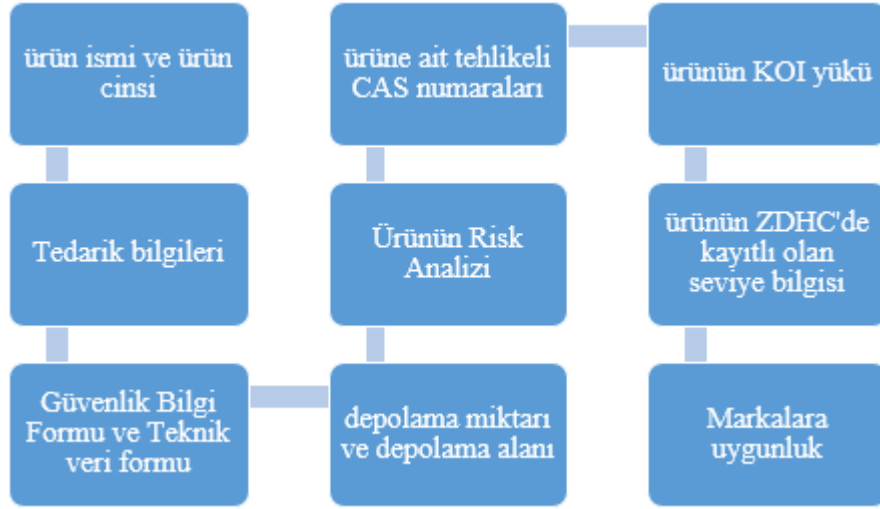 ürün ismi ve ürün
cinsi
Tedarik bilgileri
Güvenlik Bilgi
Formu ve Teknik
veri formu
depolama miktarı
ve depolama alanı
Ürünün Risk
Analizi
ürüne ait tehlikeli
CAS numaraları
ürünün KOI yükü
ürünün ZDHC'de
kayıtlı olan
seviye bilgisi
Markalara
uygunluk